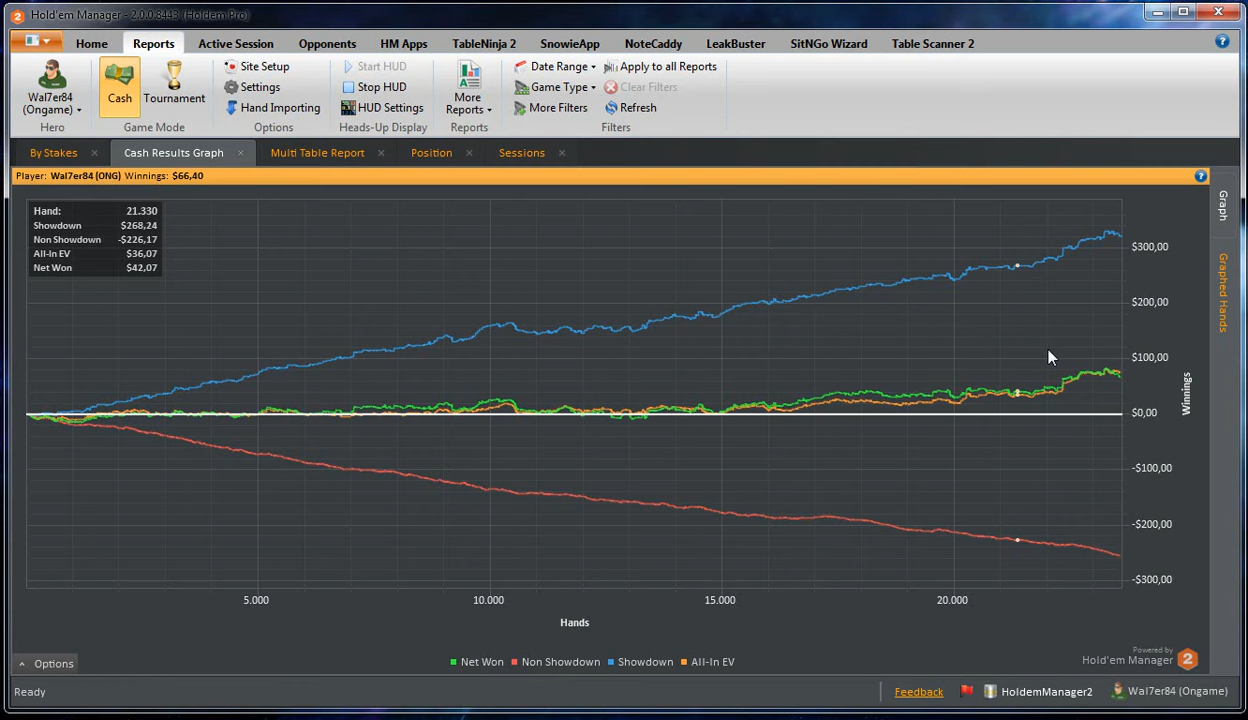 Hold'em Manager - 2.0.0.8443 (Holdem Pro)
Home Reports Active Session Opponents HM Apps TableNinja 2 SnowieApp NoteCaddy LeakBuster SitNGo Wizard Table Scanner 2
Wal7er84
(Ongame)
Hero
Cash
Tournament
Game Mode
Site Setup
Settings
Hand Importing
Options
Start HUD
Stop HUD
HUD Settings
Heads-Up Display
More
Reports
Reports
Date Range
Game Type
More Filters
Apply to all Reports
Clear Filters
Refresh
Filters
By Stakes Cash Results Graph Multi Table Report Position Sessions
Player: Wal7er84 (ONG) Winnings: $66,40
Hand: 21.330
Showdown $268,24
Non Showdown -$226,17
All-In EV $36,07
Net Won $42,07
$300,00
$200,00
$100,00
$0,00
-$100,00
-$200,00
-$300,00
Winnings
Graph
Graphed Hands
5.000 10.000 15.000 20.000
Hands
Net Won Non Showdown Showdown All-In EV
Powered by
Hold'em Manager 2
Options
Ready
Feedback HoldemManager2 Wal7er84 (Ongame)